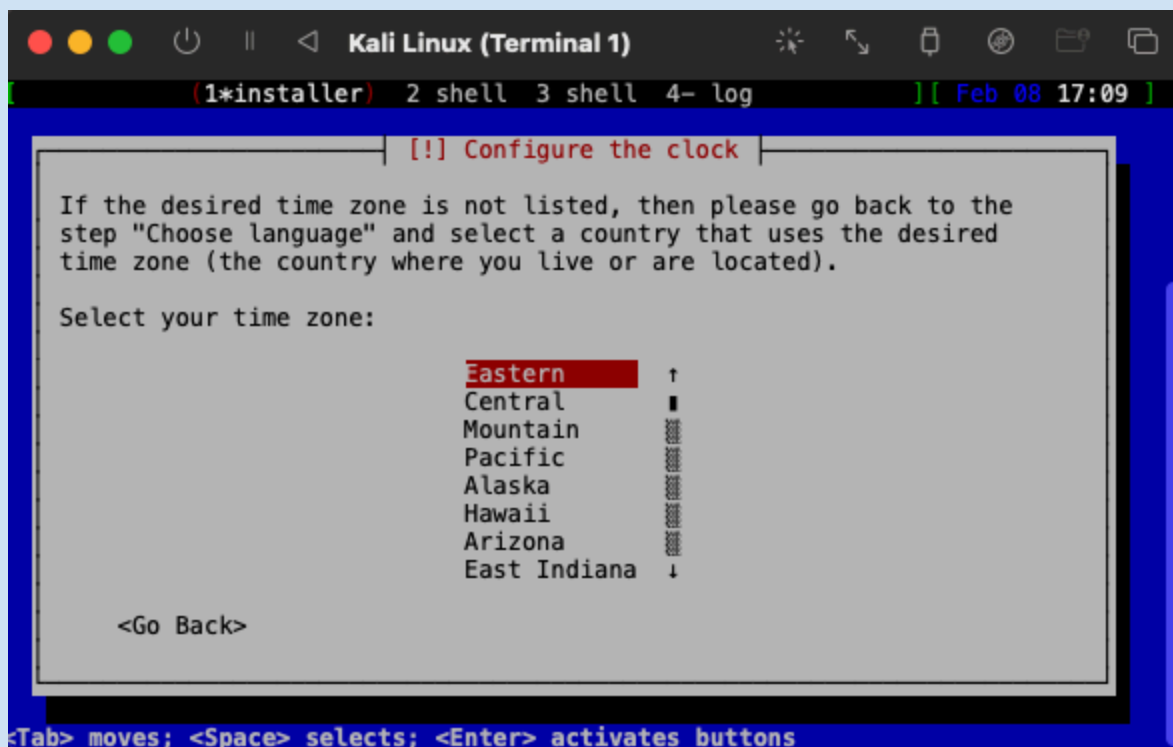 Kali Linux (Terminal 1)
[ (1*installer) 2 shell 3 shell 4- log ][ Feb 08 17:09 ]
[!] Configure the clock
If the desired time zone is not listed, then please go back to the
step "Choose language" and select a country that uses the desired
time zone (the country where you live or are located).
Select your time zone:
Eastern
Central
Mountain
Pacific
Alaska
Hawaii
Arizona
East Indiana
<Go Back>
<Tab> moves; <Space> selects; <Enter> activates buttons